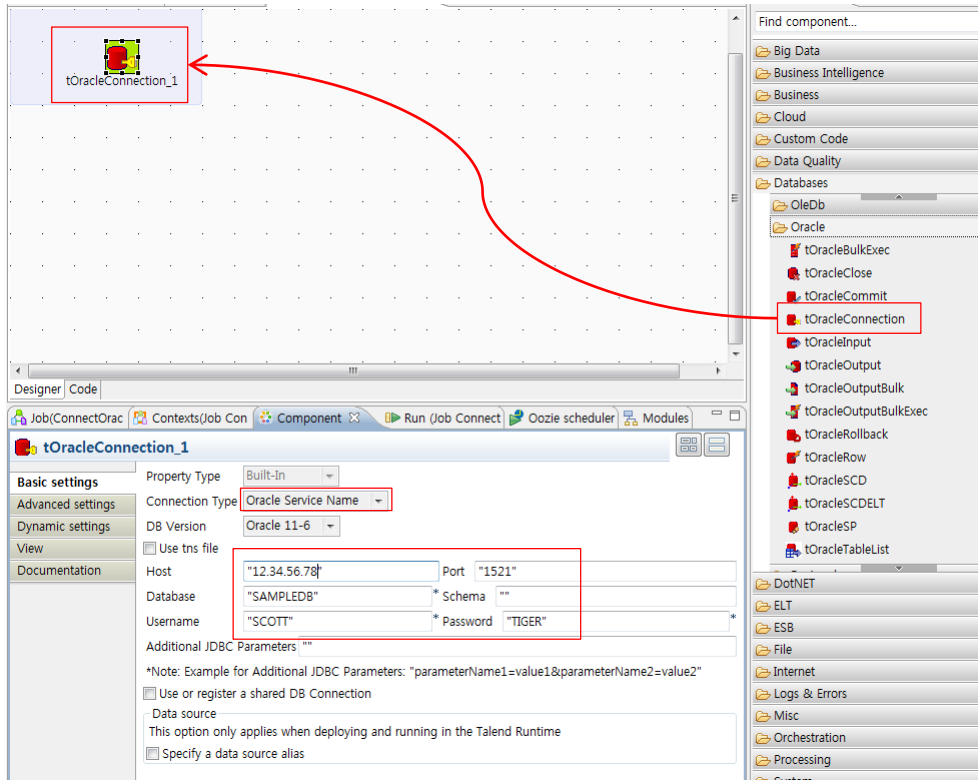 tOracleConnection_1
Find component...
Big Data
Business Intelligence
Business
Cloud
Custom Code
Data Quality
Databases
OleDb
Oracle
tOracleBulkExec
tOracleClose
tOracleCommit
tOracleConnection
tOracleInput
tOracleOutput
tOracleOutputBulk
tOracleOutputBulkExec
tOracleRollback
tOracleRow
tOracleSCD
tOracleSCDELT
tOracleSP
tOracleTableList
DotNET
ELT
ESB
File
Internet
Logs & Errors
Misc
Orchestration
Processing
Designer Code
Job(ConnectOrac Contexts(Job Con Component Run (Job Connect Oozie scheduler Modules
tOracleConnection_1
Basic settings
Advanced settings
Dynamic settings
View
Documentation
Property Type Built-In
Connection Type Oracle Service Name
DB Version Oracle 11-6
Use tns file
Host "12.34.56.78" Port "1521"
Database "SAMPLEDB" * Schema ""
Username "SCOTT" * Password "TIGER" *
Additional JDBC Parameters ""
*Note: Example for Additional JDBC Parameters: "parameterName1=value1&parameterName2=value2"
Use or register a shared DB Connection
Data source
This option only applies when deploying and running in the Talend Runtime
Specify a data source alias